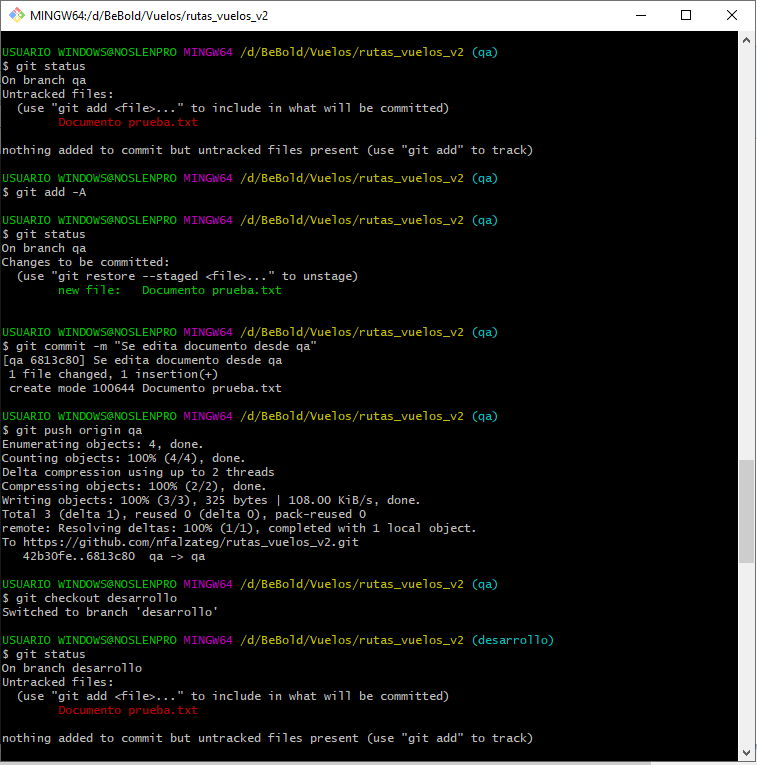 MINGW64:/d/BeBold/Vuelos/rutas_vuelos_v2
USUARIO WINDOWS@NOSLENPRO MINGW64 /d/BeBold/Vuelos/rutas_vuelos_v2 (qa)
$ git status
On branch qa
Untracked files:
  (use "git add <file>..." to include in what will be committed)
        Documento prueba.txt
nothing added to commit but untracked files present (use "git add" to track)
USUARIO WINDOWS@NOSLENPRO MINGW64 /d/BeBold/Vuelos/rutas_vuelos_v2 (qa)
$ git add -A
USUARIO WINDOWS@NOSLENPRO MINGW64 /d/BeBold/Vuelos/rutas_vuelos_v2 (qa)
$ git status
On branch qa
Changes to be committed:
  (use "git restore --staged <file>..." to unstage)
        new file:   Documento prueba.txt
USUARIO WINDOWS@NOSLENPRO MINGW64 /d/BeBold/Vuelos/rutas_vuelos_v2 (qa)
$ git commit -m "Se edita documento desde qa"
[qa 6813c80] Se edita documento desde qa
 1 file changed, 1 insertion(+)
 create mode 100644 Documento prueba.txt
USUARIO WINDOWS@NOSLENPRO MINGW64 /d/BeBold/Vuelos/rutas_vuelos_v2 (qa)
$ git push origin qa
Enumerating objects: 4, done.
Counting objects: 100% (4/4), done.
Delta compression using up to 2 threads
Compressing objects: 100% (2/2), done.
Writing objects: 100% (3/3), 325 bytes | 108.00 KiB/s, done.
Total 3 (delta 1), reused 0 (delta 0), pack-reused 0
remote: Resolving deltas: 100% (1/1), completed with 1 local object.
To https://github.com/nfalzateg/rutas_vuelos_v2.git
   42b30fe..6813c80  qa -> qa
USUARIO WINDOWS@NOSLENPRO MINGW64 /d/BeBold/Vuelos/rutas_vuelos_v2 (qa)
$ git checkout desarrollo
Switched to branch 'desarrollo'
USUARIO WINDOWS@NOSLENPRO MINGW64 /d/BeBold/Vuelos/rutas_vuelos_v2 (desarrollo)
$ git status
On branch desarrollo
Untracked files:
  (use "git add <file>..." to include in what will be committed)
        Documento prueba.txt
nothing added to commit but untracked files present (use "git add" to track)